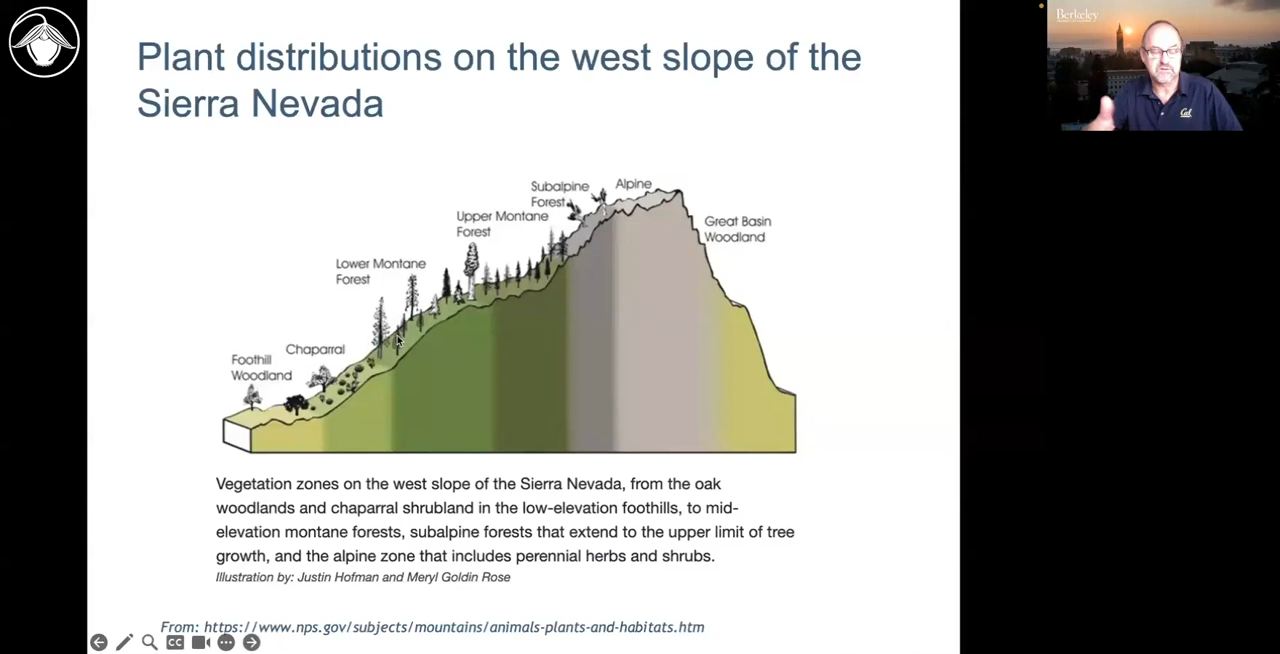 Plant distributions on the west slope of the
Sierra Nevada
Berkeley
Cal
Subalpine
Forest
Alpine
Upper Montane
Forest
Great Basin
Woodland
Lower Montane
Forest
Chaparral
Foothill
Woodland
Vegetation zones on the west slope of the Sierra Nevada, from the oak
woodlands and chaparral shrubland in the low-elevation foothills, to mid-
elevation montane forests, subalpine forests that extend to the upper limit of tree
growth, and the alpine zone that includes perennial herbs and shrubs.
Illustration by: Justin Hofman and Meryl Goldin Rose
From: https://www.nps.gov/subjects/mountains/animals-plants-and-habitats.htm
CC